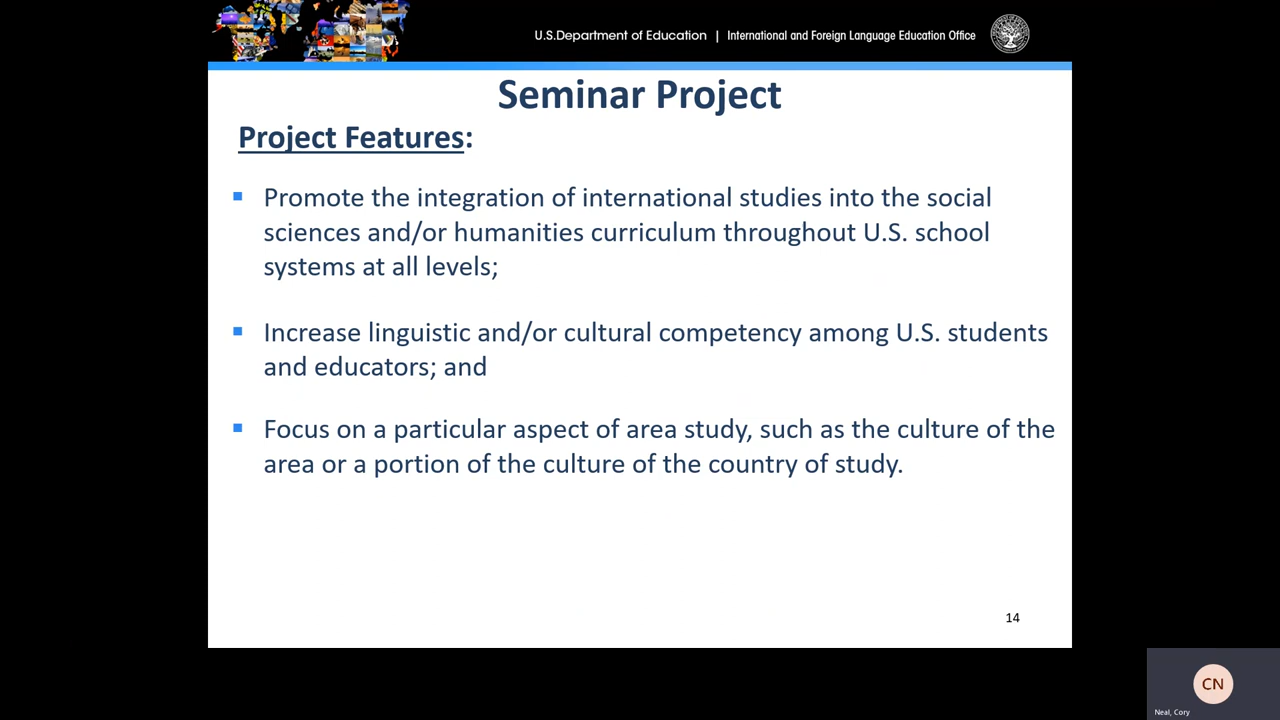 U.S.Department of Education | International and Foreign Language Education Office
Seminar Project
Project Features:
Promote the integration of international studies into the social
sciences and/or humanities curriculum throughout U.S. school
systems at all levels;
Increase linguistic and/or cultural competency among U.S. students
and educators; and
Focus on a particular aspect of area study, such as the culture of the
area or a portion of the culture of the country of study.
14
CN
Neal, Cory